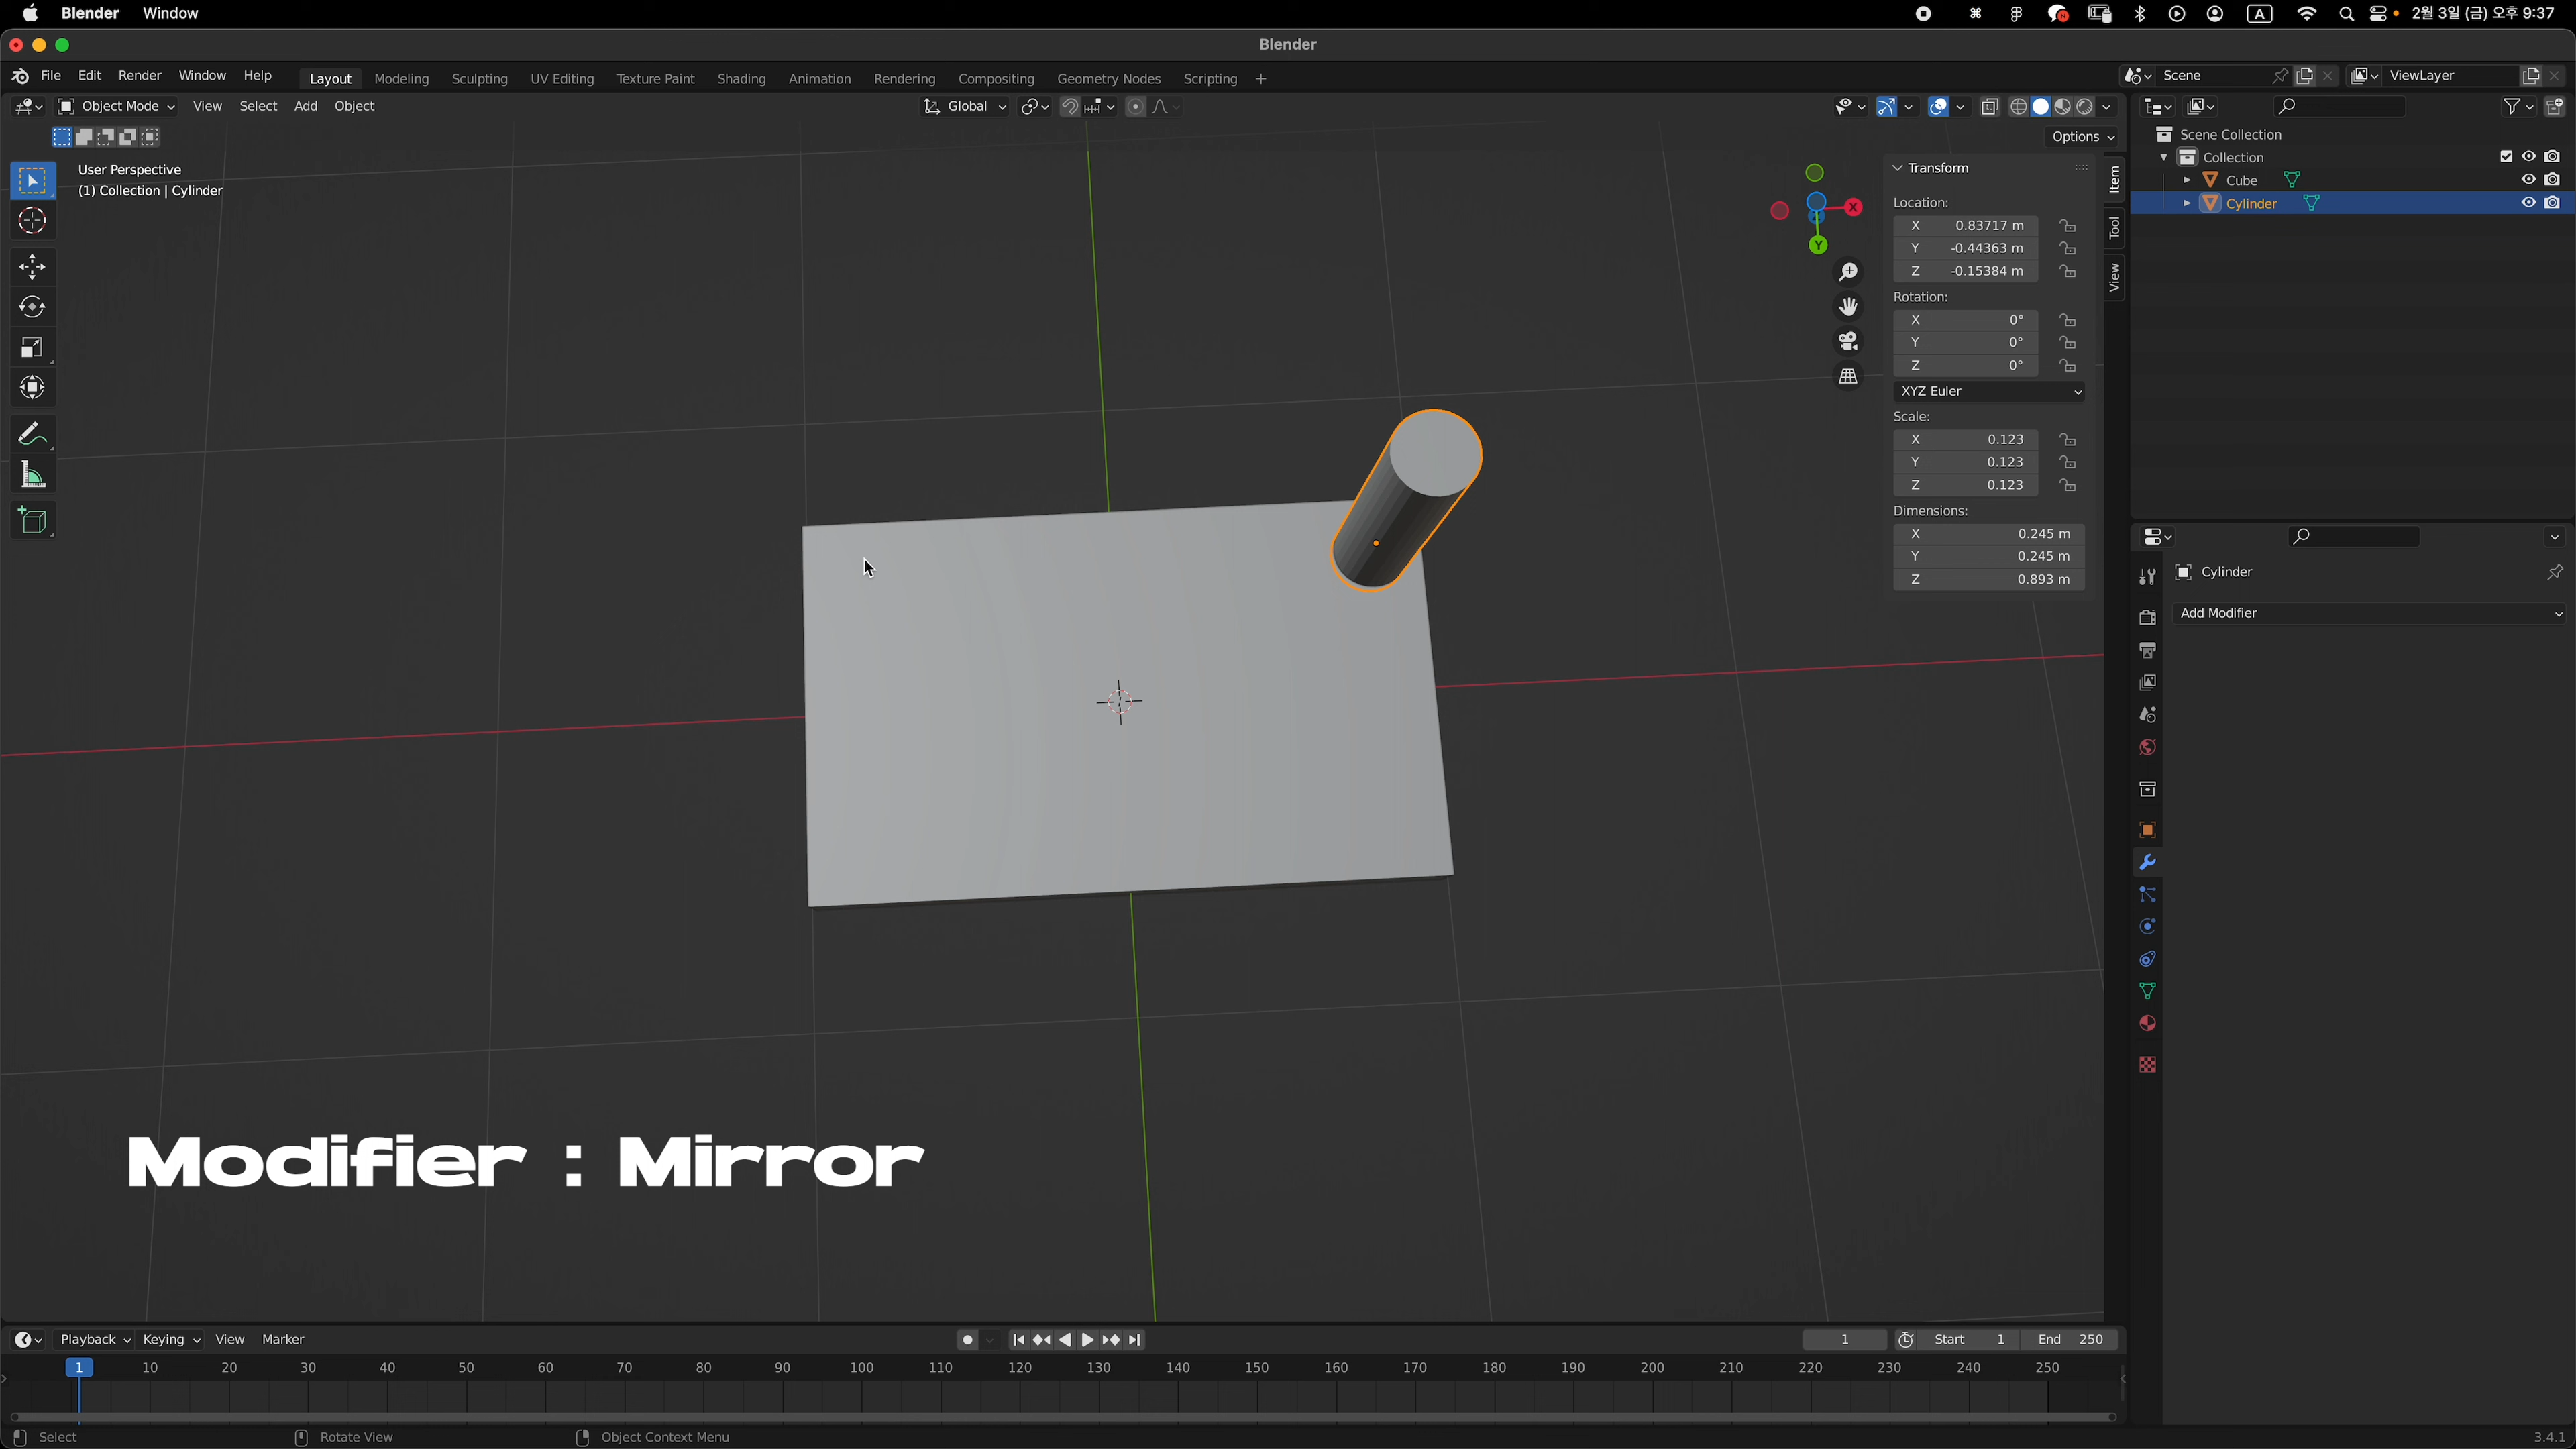 Blender Window
A 2월 3일 (금) 오후 9:37
Blender
File Edit Render Window Help Layout Modeling Sculpting UV Editing Texture Paint Shading Animation Rendering Compositing Geometry Nodes Scripting + Scene ViewLayer
Object Mode View Select Add Object Global
Options
User Perspective
(1) Collection | Cylinder
X
Y
Transform
Location:
X 0.83717 m
Y -0.44363 m
Z -0.15384 m
Rotation:
X 0°
Y 0°
Z 0°
XYZ Euler
Scale:
X 0.123
Y 0.123
Z 0.123
Dimensions:
X 0.245 m
Y 0.245 m
Z 0.893 m
Item
Tool
View
Scene Collection
Collection
Cube
Cylinder
Cylinder
Add Modifier
Modifier : Mirror
Playback Keying View Marker 1 Start 1 End 250
1 10 20 30 40 50 60 70 80 90 100 110 120 130 140 150 160 170 180 190 200 210 220 230 240 250
Select Rotate View Object Context Menu 3.4.1